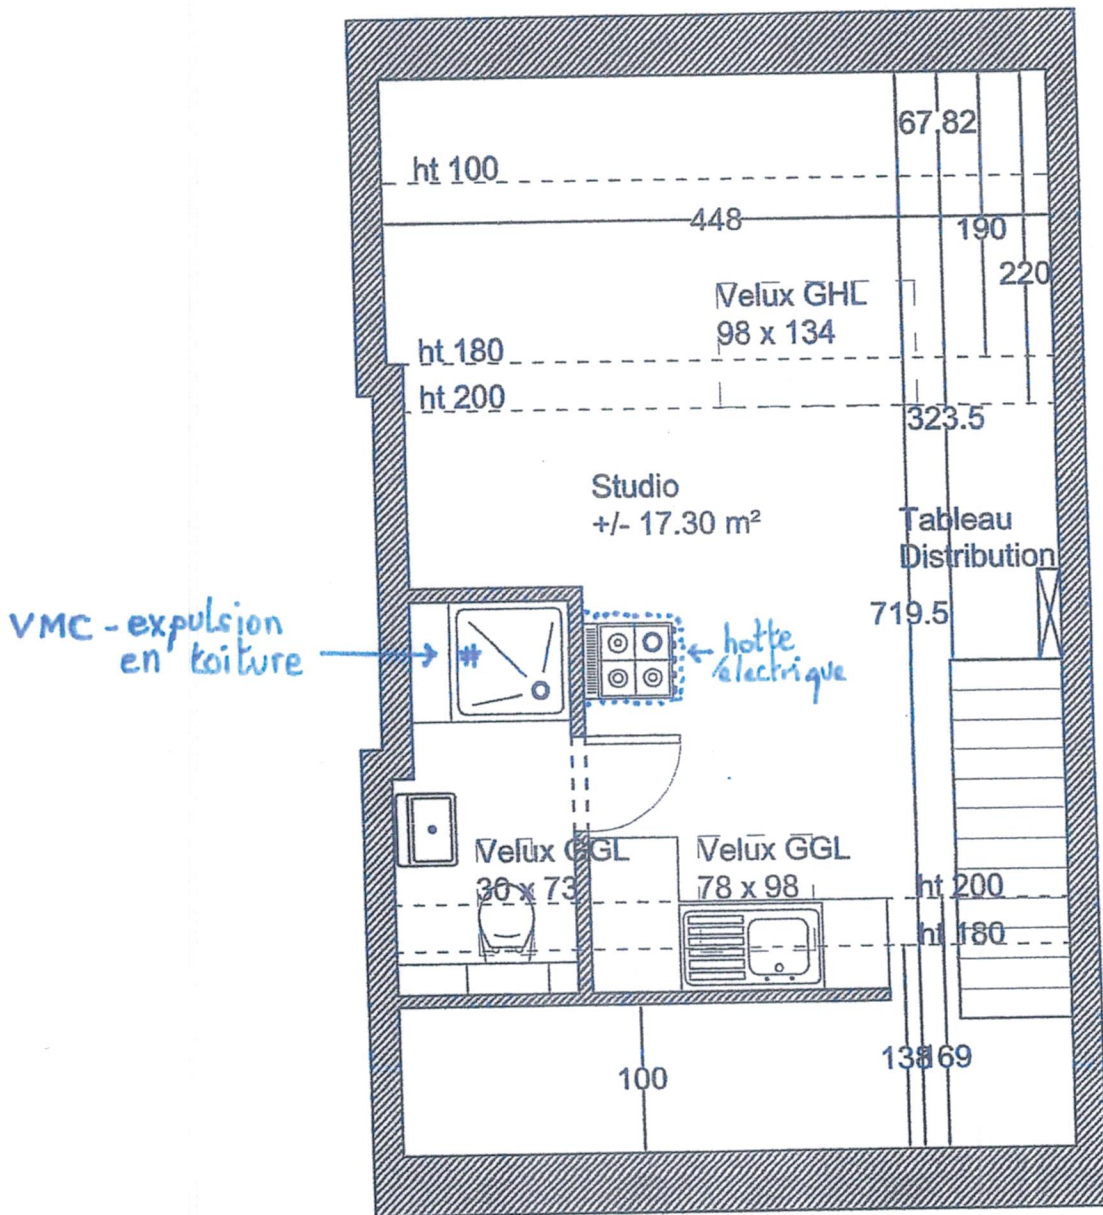 67,82
ht 100
448
190
220
Velux GHL
98 x 134
ht 180
ht 200
323.5
Studio
+/- 17.30 m²
Tableau
Distribution
719.5
VMC - expulsion
en toiture
#
hotte
électrique
Velux GGL
30 x 73
Velux GGL
78 x 98
ht 200
ht 180
138
169
100